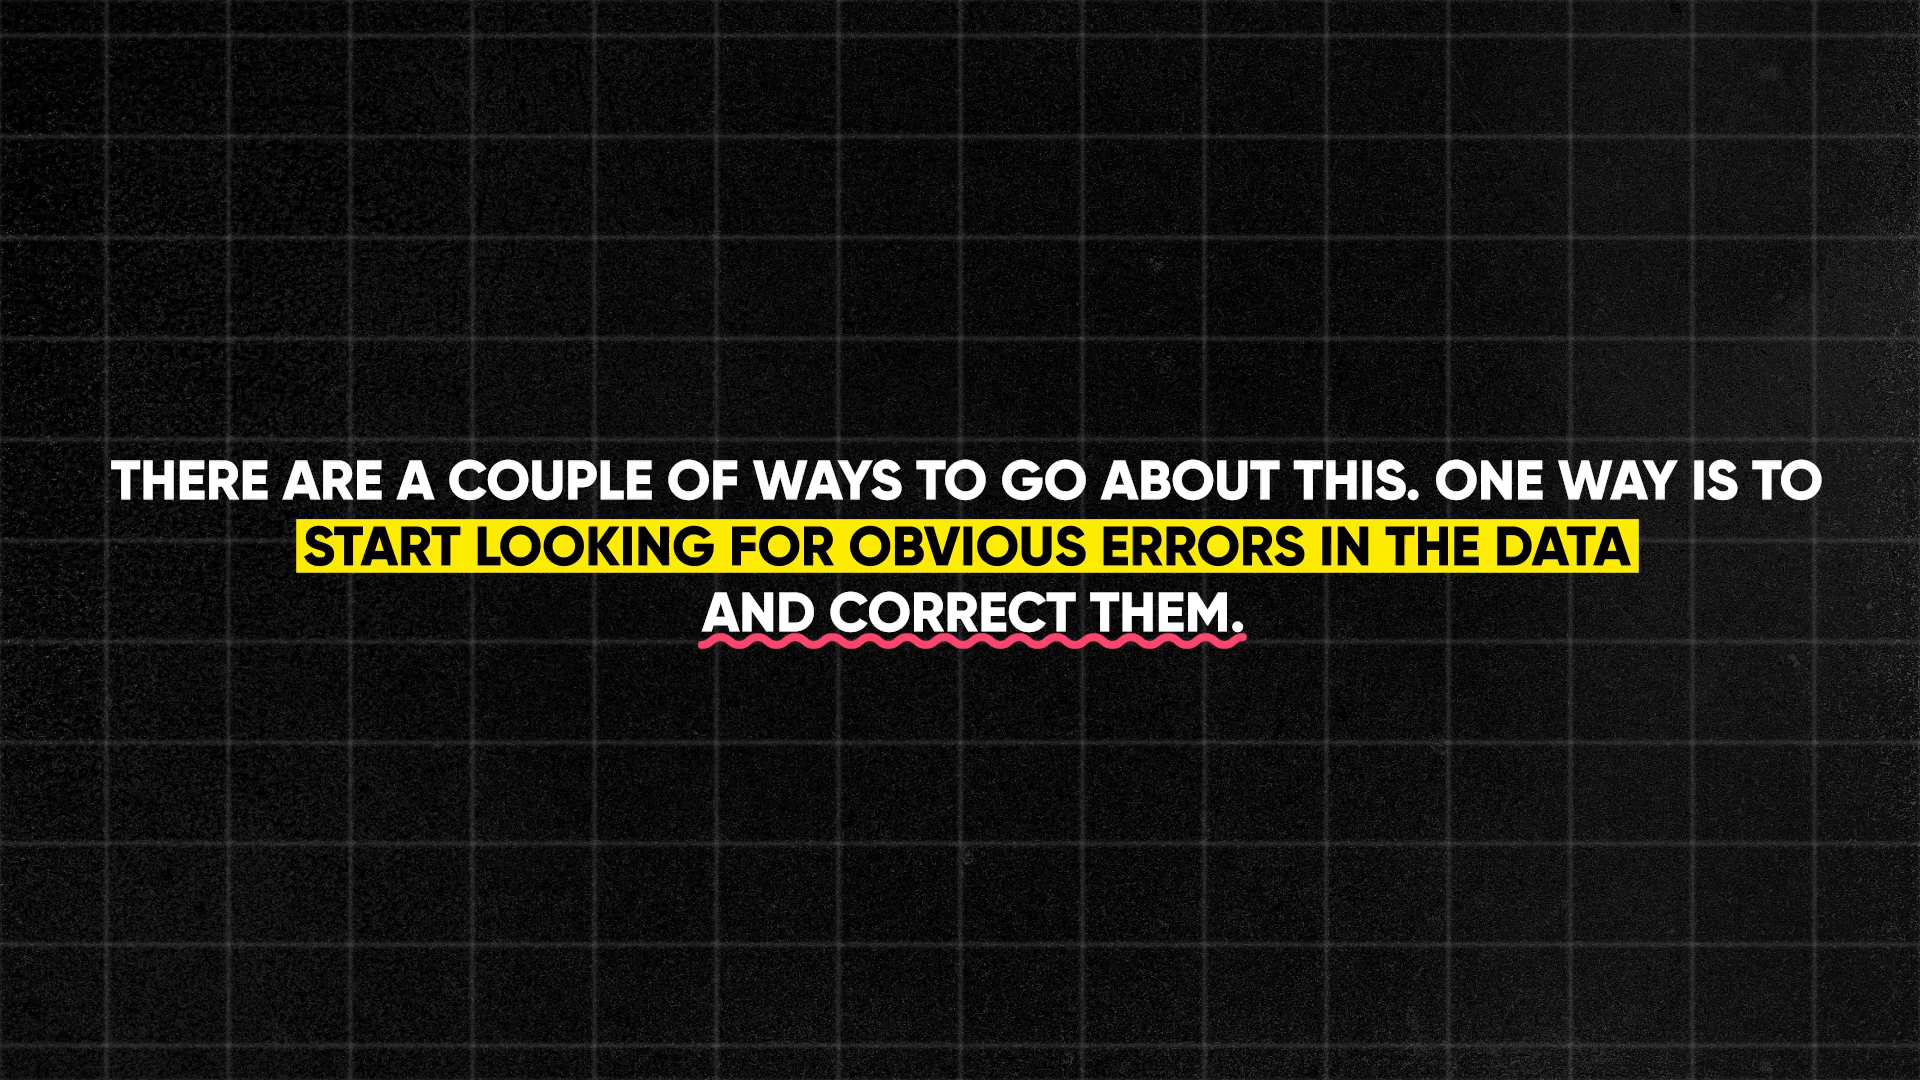 THERE ARE A COUPLE OF WAYS TO GO ABOUT THIS. ONE WAY IS TO
START LOOKING FOR OBVIOUS ERRORS IN THE DATA
AND CORRECT THEM.